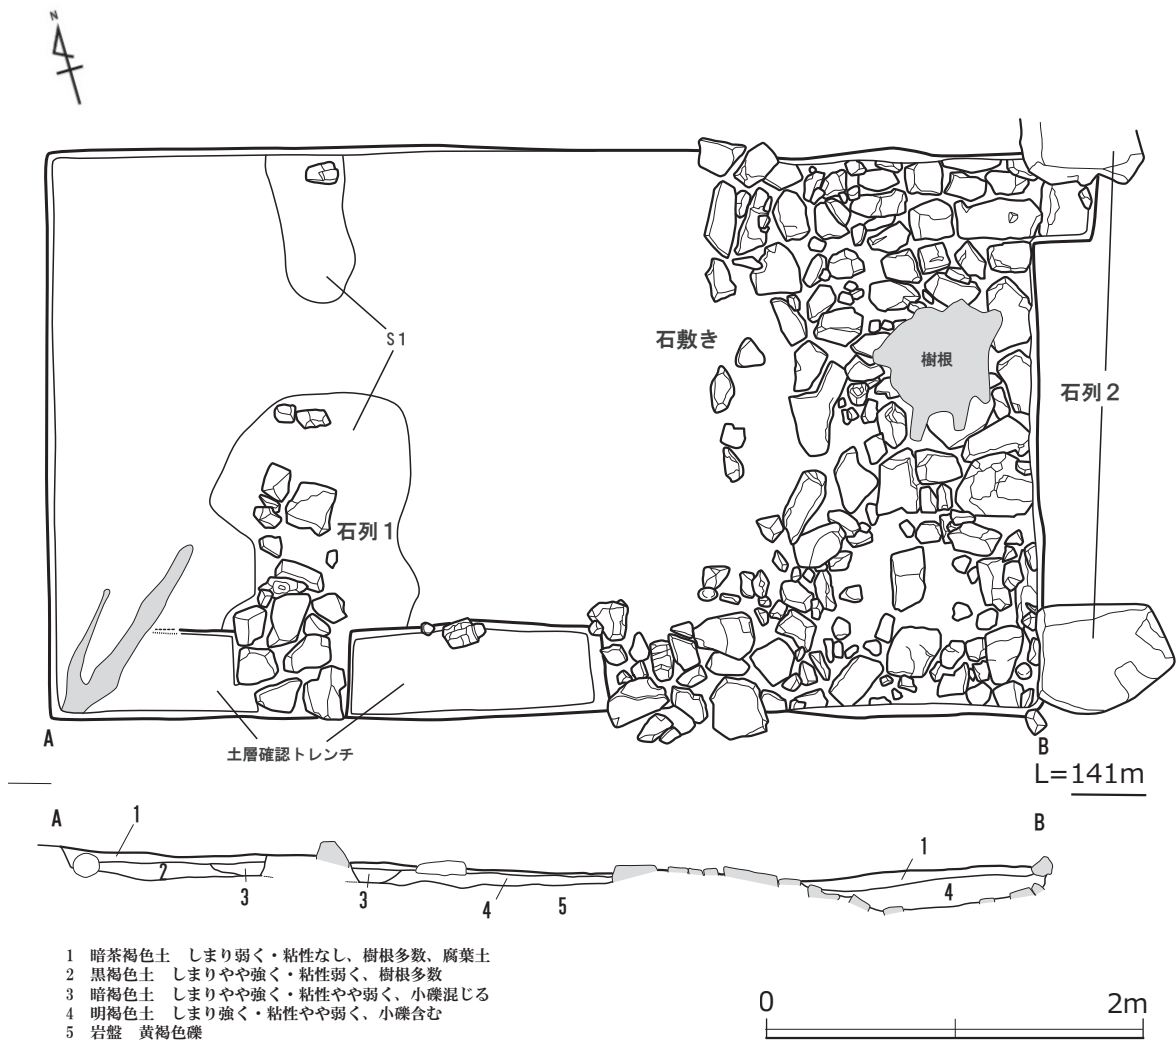 N
S1
石敷き
樹根
石列2
石列1
土層確認トレンチ
A
B
L=141m
A
B
1
2
3
3
4
5
1
4
1 暗茶褐色土 しまり弱く・粘性なし、樹根多数、腐葉土
2 黒褐色土 しまりやや強く・粘性弱く、樹根多数
3 暗褐色土 しまりやや強く・粘性やや弱く、小礫混じる
4 明褐色土 しまり強く・粘性やや弱く、小礫含む
5 岩盤 黄褐色礫
0 2m